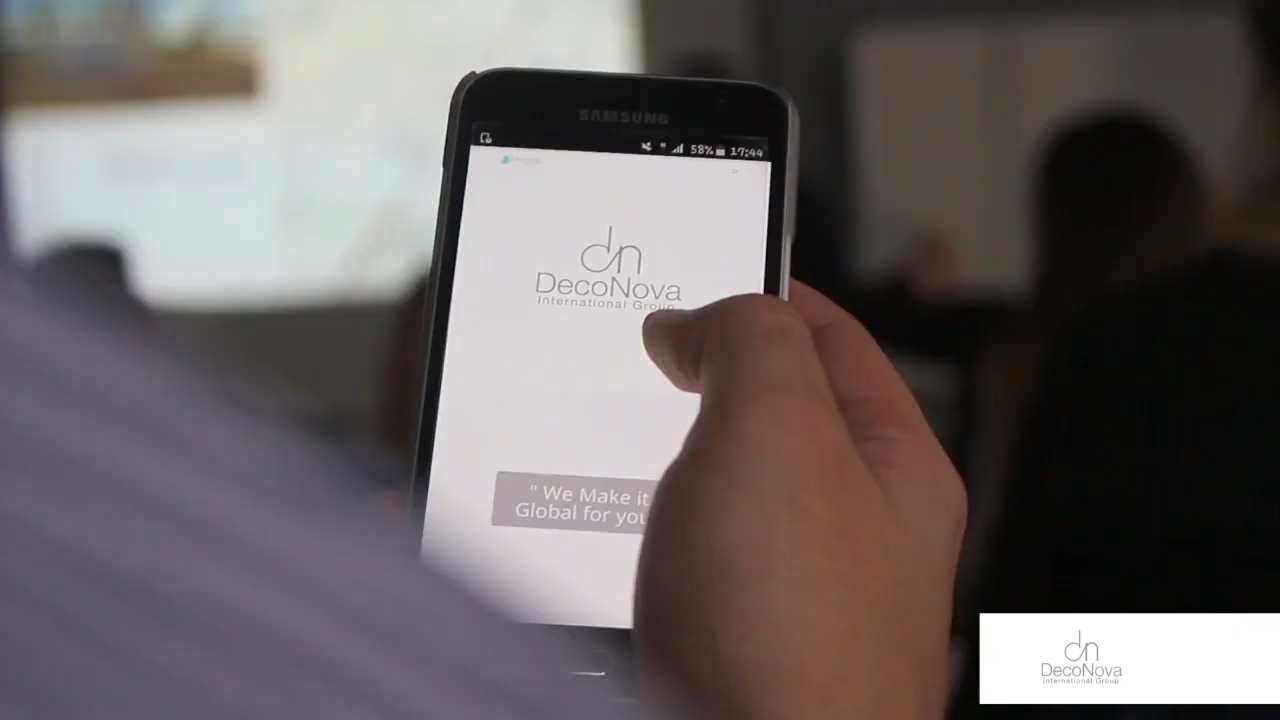 SAMSUNG
58% 17:44
dn
DecoNova
International Group
" We Make it
Global for you
dn
DecoNova
International Group